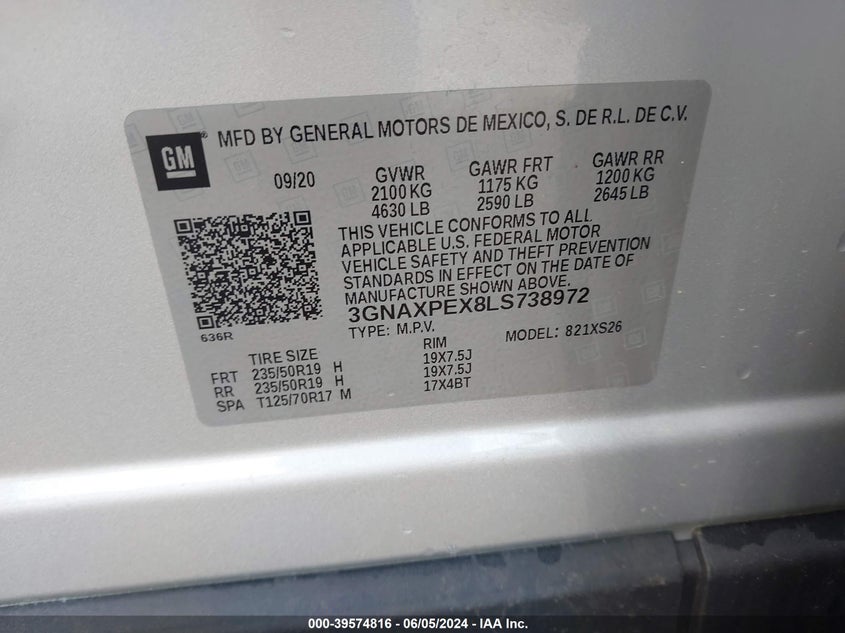 GM ® MFD BY GENERAL MOTORS DE MEXICO, S. DE R.L. DE C.V.
09/20 GVWR GAWR FRT GAWR RR
2100 KG 1175 KG 1200 KG
4630 LB 2590 LB 2645 LB
THIS VEHICLE CONFORMS TO ALL
APPLICABLE U.S. FEDERAL MOTOR
VEHICLE SAFETY AND THEFT PREVENTION
STANDARDS IN EFFECT ON THE DATE OF
MANUFACTURE SHOWN ABOVE.
3GNAXPEX8LS738972
636R TYPE: M.P.V. MODEL: 821XS26
TIRE SIZE RIM
FRT 235/50R19 H 19X7.5J
RR 235/50R19 H 19X7.5J
SPA T125/70R17 M 17X4BT
000-39574816 - 06/05/2024 - IAA Inc.